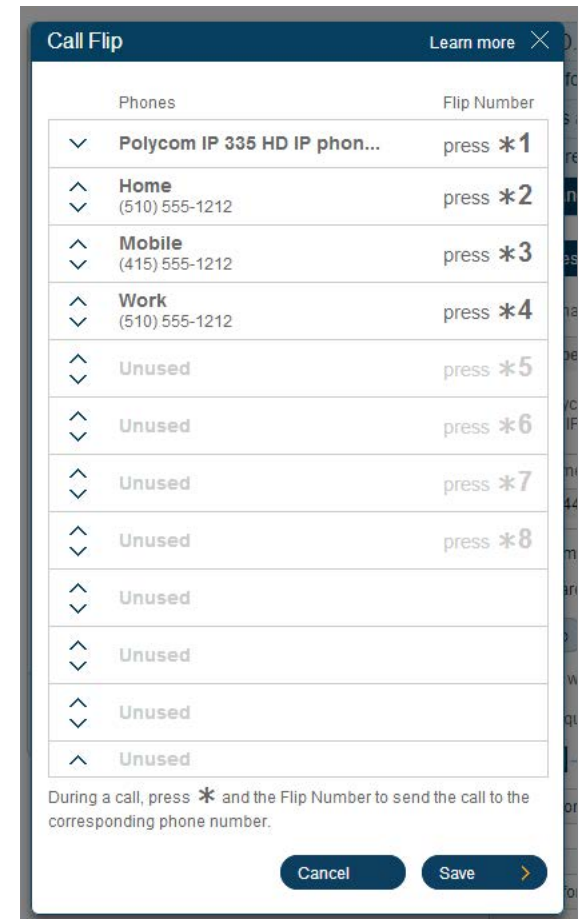 Call Flip Learn more
Phones Flip Number
Polycom IP 335 HD IP phon... press *1
Home
(510) 555-1212 press *2
Mobile
(415) 555-1212 press *3
Work
(510) 555-1212 press *4
Unused press *5
Unused press *6
Unused press *7
Unused press *8
Unused
Unused
Unused
Unused
During a call, press * and the Flip Number to send the call to the
corresponding phone number.
Cancel Save